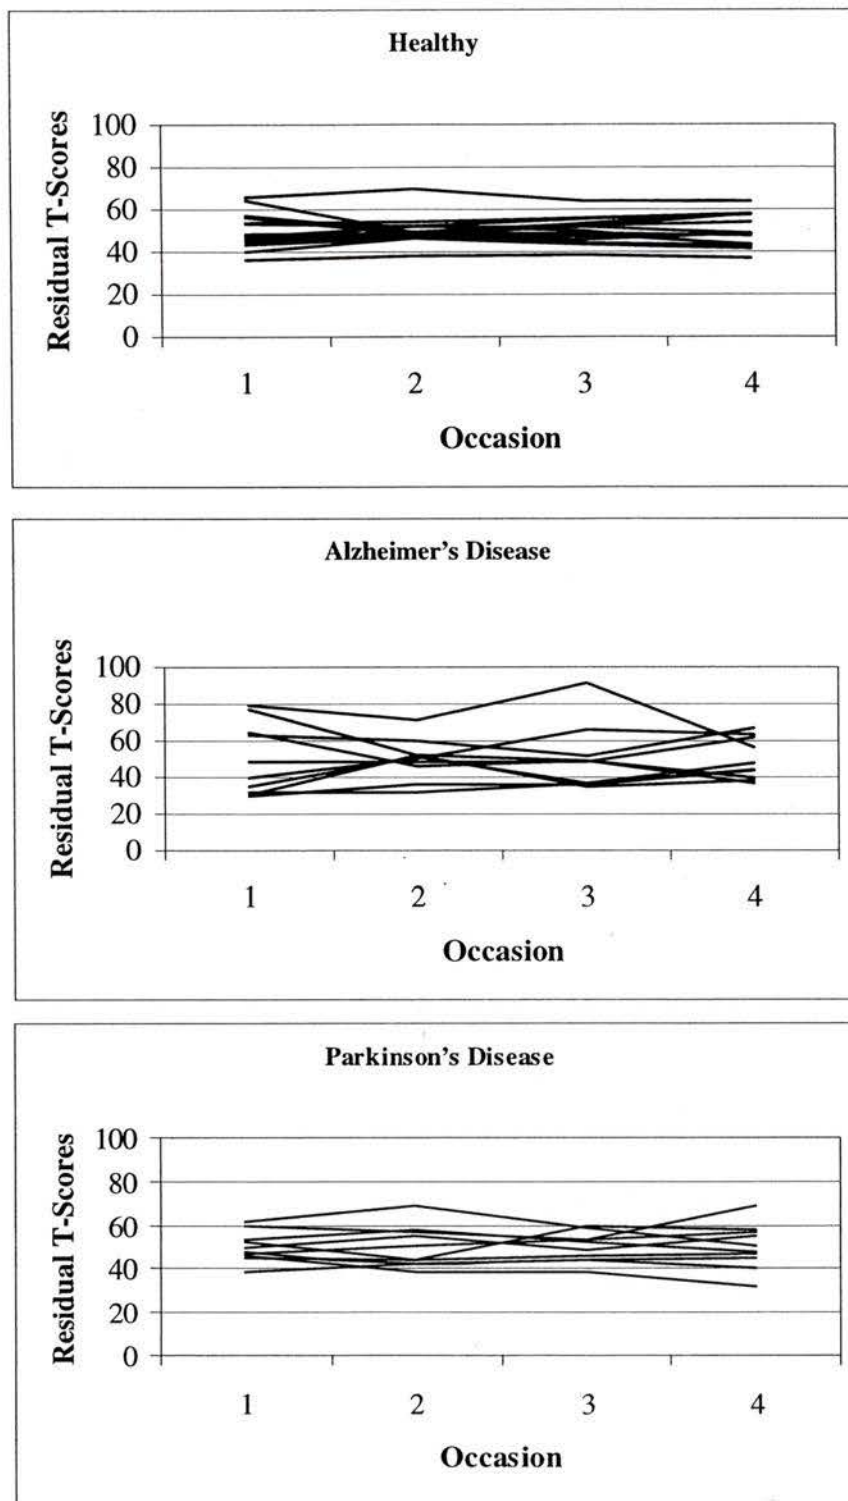 Healthy
Residual T-Scores
100
80
60
40
20
0
1 2 3 4
Occasion
Alzheimer's Disease
Residual T-Scores
100
80
60
40
20
0
1 2 3 4
Occasion
Parkinson's Disease
Residual T-Scores
100
80
60
40
20
0
1 2 3 4
Occasion